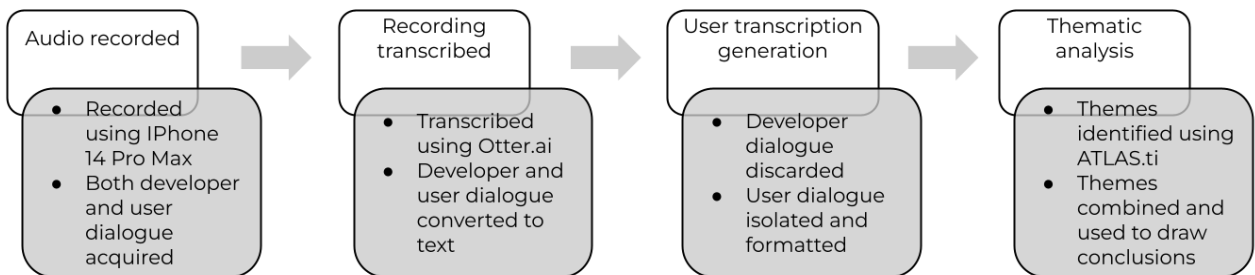 Audio recorded
● Recorded
using IPhone
14 Pro Max
● Both developer
and user
dialogue
acquired
Recording
transcribed
● Transcribed
using Otter.ai
● Developer and
user dialogue
converted to
text
User transcription
generation
● Developer
dialogue
discarded
● User dialogue
isolated and
formatted
Thematic
analysis
● Themes
identified using
ATLAS.ti
● Themes
combined and
used to draw
conclusions